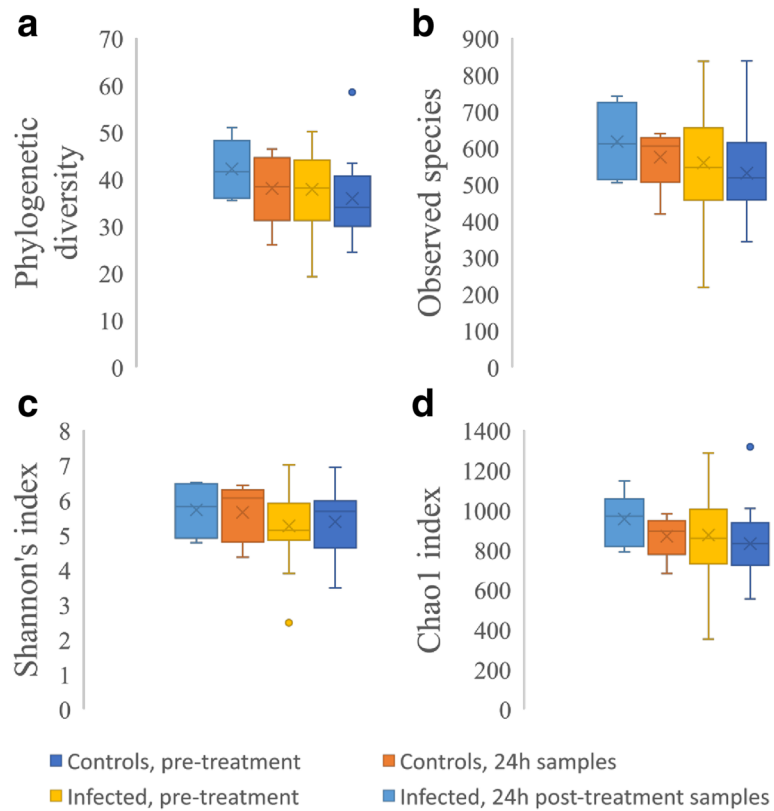 a
70
60
50
40
30
20
10
0
Phylogenetic
diversity
b
900
800
700
600
500
400
300
200
100
0
Observed species
c
8
7
6
5
4
3
2
1
0
Shannon's index
d
1400
1200
1000
800
600
400
200
0
Chao1 index
Controls, pre-treatment
Controls, 24h samples
Infected, pre-treatment
Infected, 24h post-treatment samples